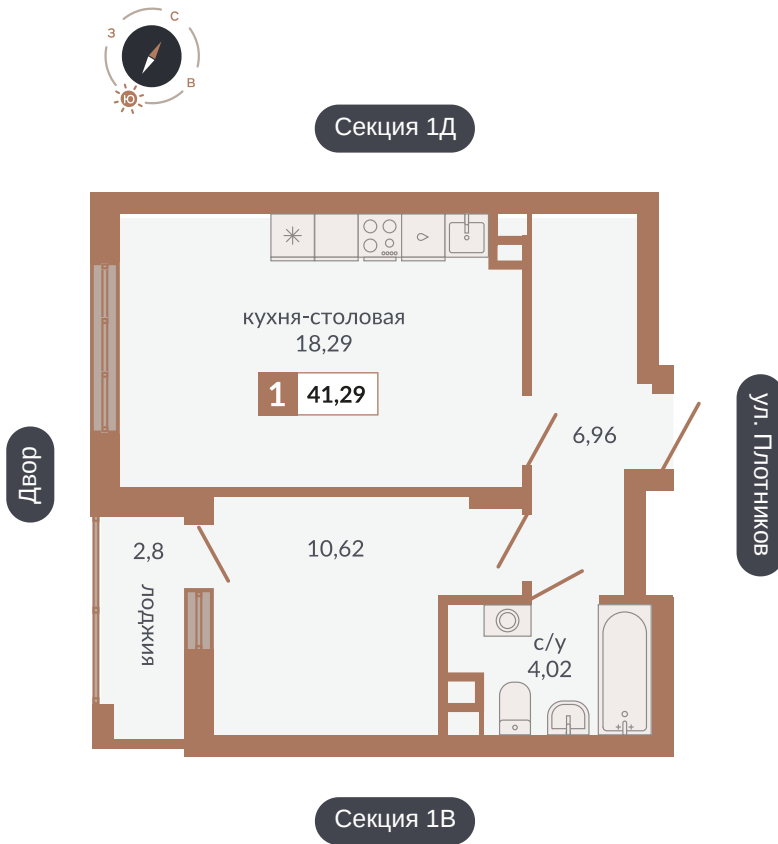 С
З
В
Ю
Секция 1Д
кухня-столовая
18,29
1 41,29
6,96
ул. Плотников
Двор
2,8
лоджия
10,62
с/у
4,02
Секция 1В